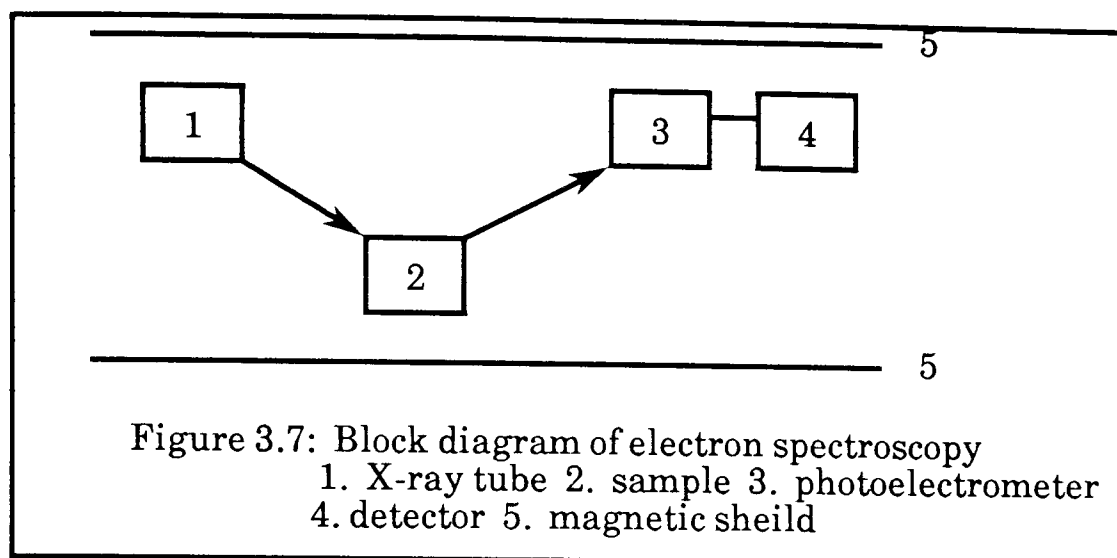 5
1
3
4
2
5
Figure 3.7: Block diagram of electron spectroscopy
1. X-ray tube 2. sample 3. photoelectrometer
4. detector 5. magnetic sheild